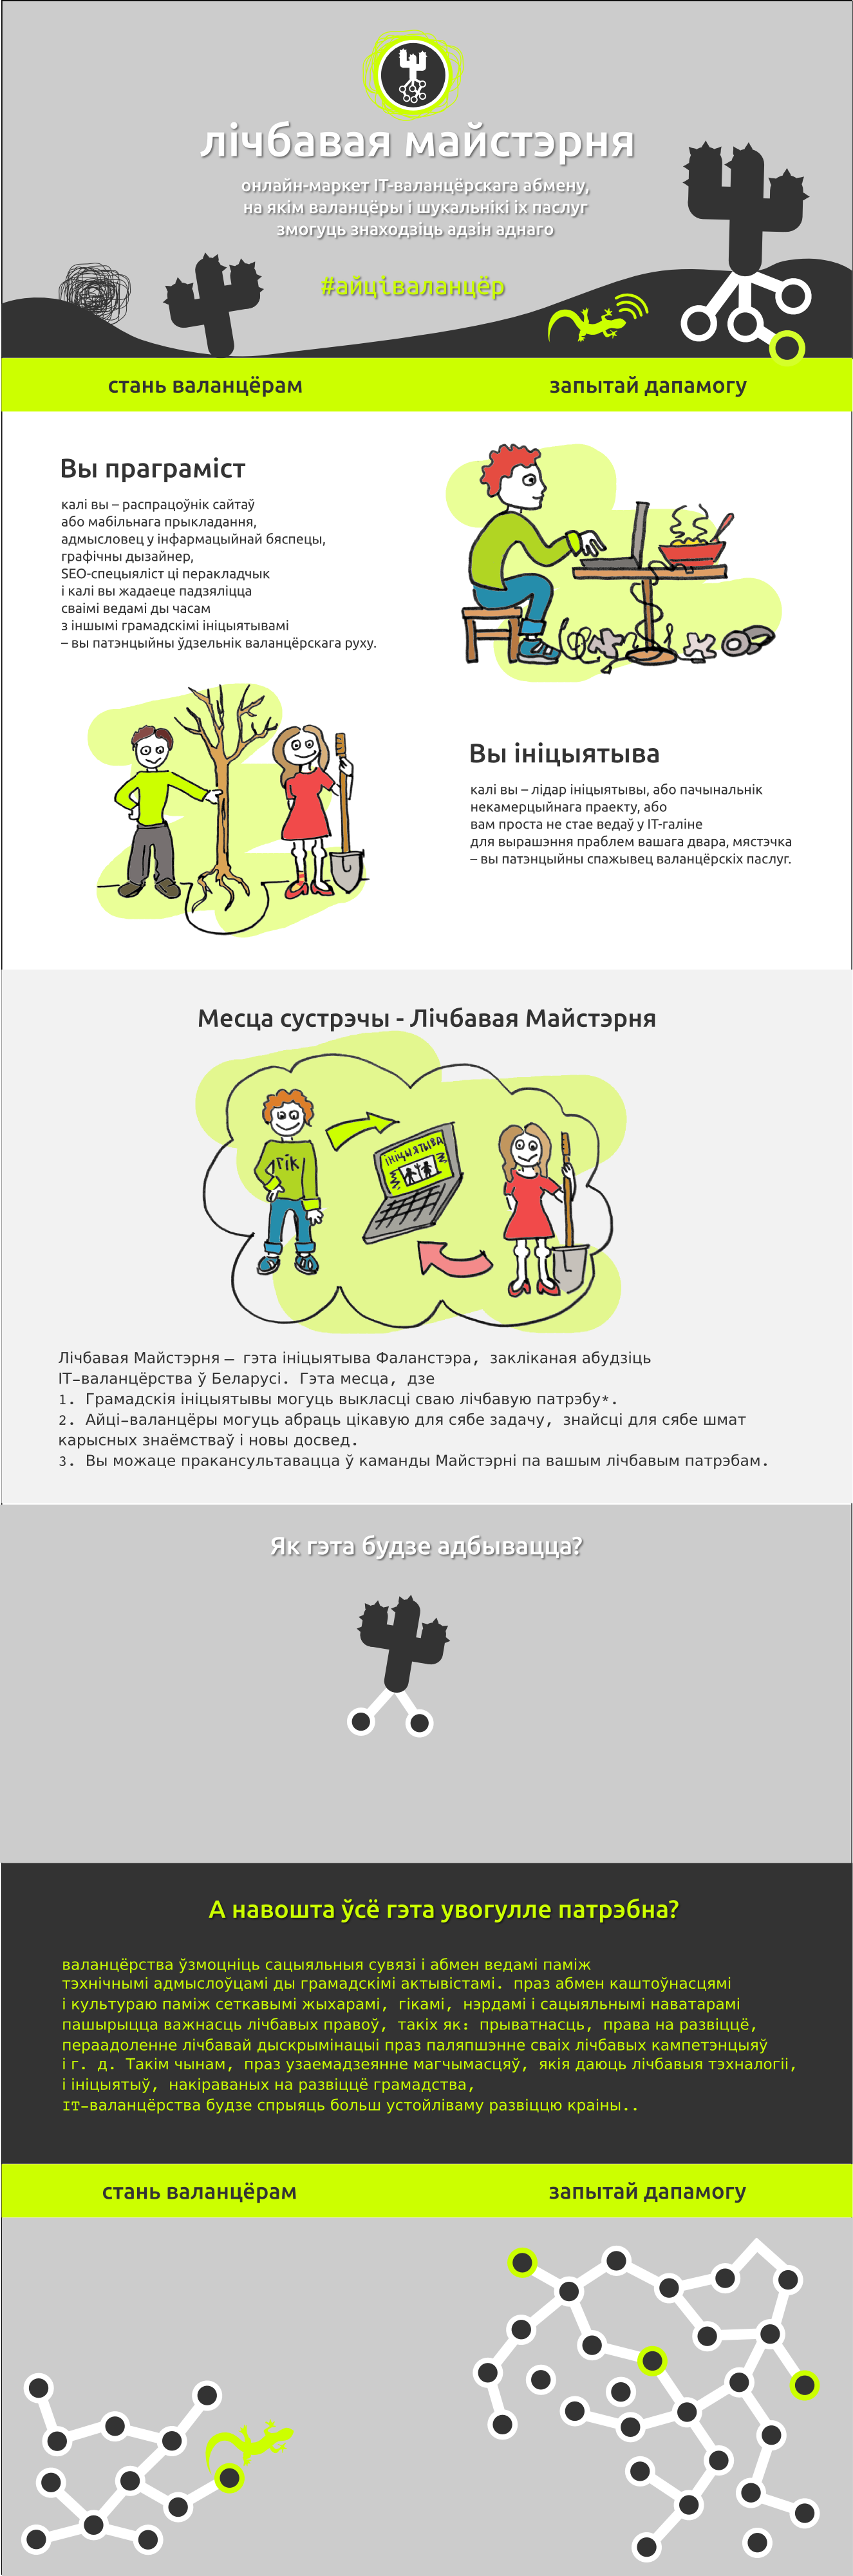 лічбавая майстэрня
онлайн-маркет IT-валанцёрскага абмену,
на якім валанцёры і шукальнікі іх паслуг
змогуць знаходзіць адзін аднаго
#айціваланцёр
стань валанцёрам
запытай дапамогу
Вы праграміст
калі вы – распрацоўнік сайтаў
або мабільнага прыкладання,
адмысловец у інфармацыйнай бяспецы,
графічны дызайнер,
SEO-спецыяліст ці перакладчык
і калі вы жадаеце падзяліцца
сваімі ведамі ды часам
з іншымі грамадскімі ініцыятывамі
– вы патэнцыйны ўдзельнік валанцёрскага руху.
Вы ініцыятыва
калі вы – лідар ініцыятывы, або пачынальнік
некамерцыйнага праекту, або
вам проста не стае ведаў у IT-галіне
для вырашэння праблем вашага двара, мястэчка
– вы патэнцыйны спажывец валанцёрскіх паслуг.
Месца сустрэчы - Лічбавая Майстэрня
гік
ініцыятыва
Лічбавая Майстэрня – гэта ініцыятыва Фаланстэра, закліканая абудзіць
IT-валанцёрства ў Беларусі. Гэта месца, дзе
1. Грамадскія ініцыятывы могуць выкласці сваю лічбавую патрэбу*.
2. Айці-валанцёры могуць абраць цікавую для сябе задачу, знайсці для сябе шмат
карысных знаёмстваў і новы досвед.
3. Вы можаце пракансультавацца ў каманды Майстэрні па вашым лічбавым патрэбам.
Як гэта будзе адбывацца?
А навошта ўсё гэта увогулле патрэбна?
валанцёрства ўзмоцніць сацыяльныя сувязі і абмен ведамі паміж
тэхнічнымі адмыслоўцамі ды грамадскімі актывістамі. праз абмен каштоўнасцямі
і культураю паміж сеткавымі жыхарамі, гікамі, нэрдамі і сацыяльнымі наватарамі
пашырыцца важнасць лічбавых правоў, такіх як: прыватнасць, права на развіццё,
пераадоленне лічбавай дыскрымінацыі праз паляпшэнне сваіх лічбавых кампетэнцыяў
і г. д. Такім чынам, праз узаемадзеянне магчымасцяў, якія даюць лічбавыя тэхналогіі,
і ініцыятыў, накіраваных на развіццё грамадства,
IT-валанцёрства будзе спрыяць больш устойліваму развіццю краіны..
стань валанцёрам
запытай дапамогу